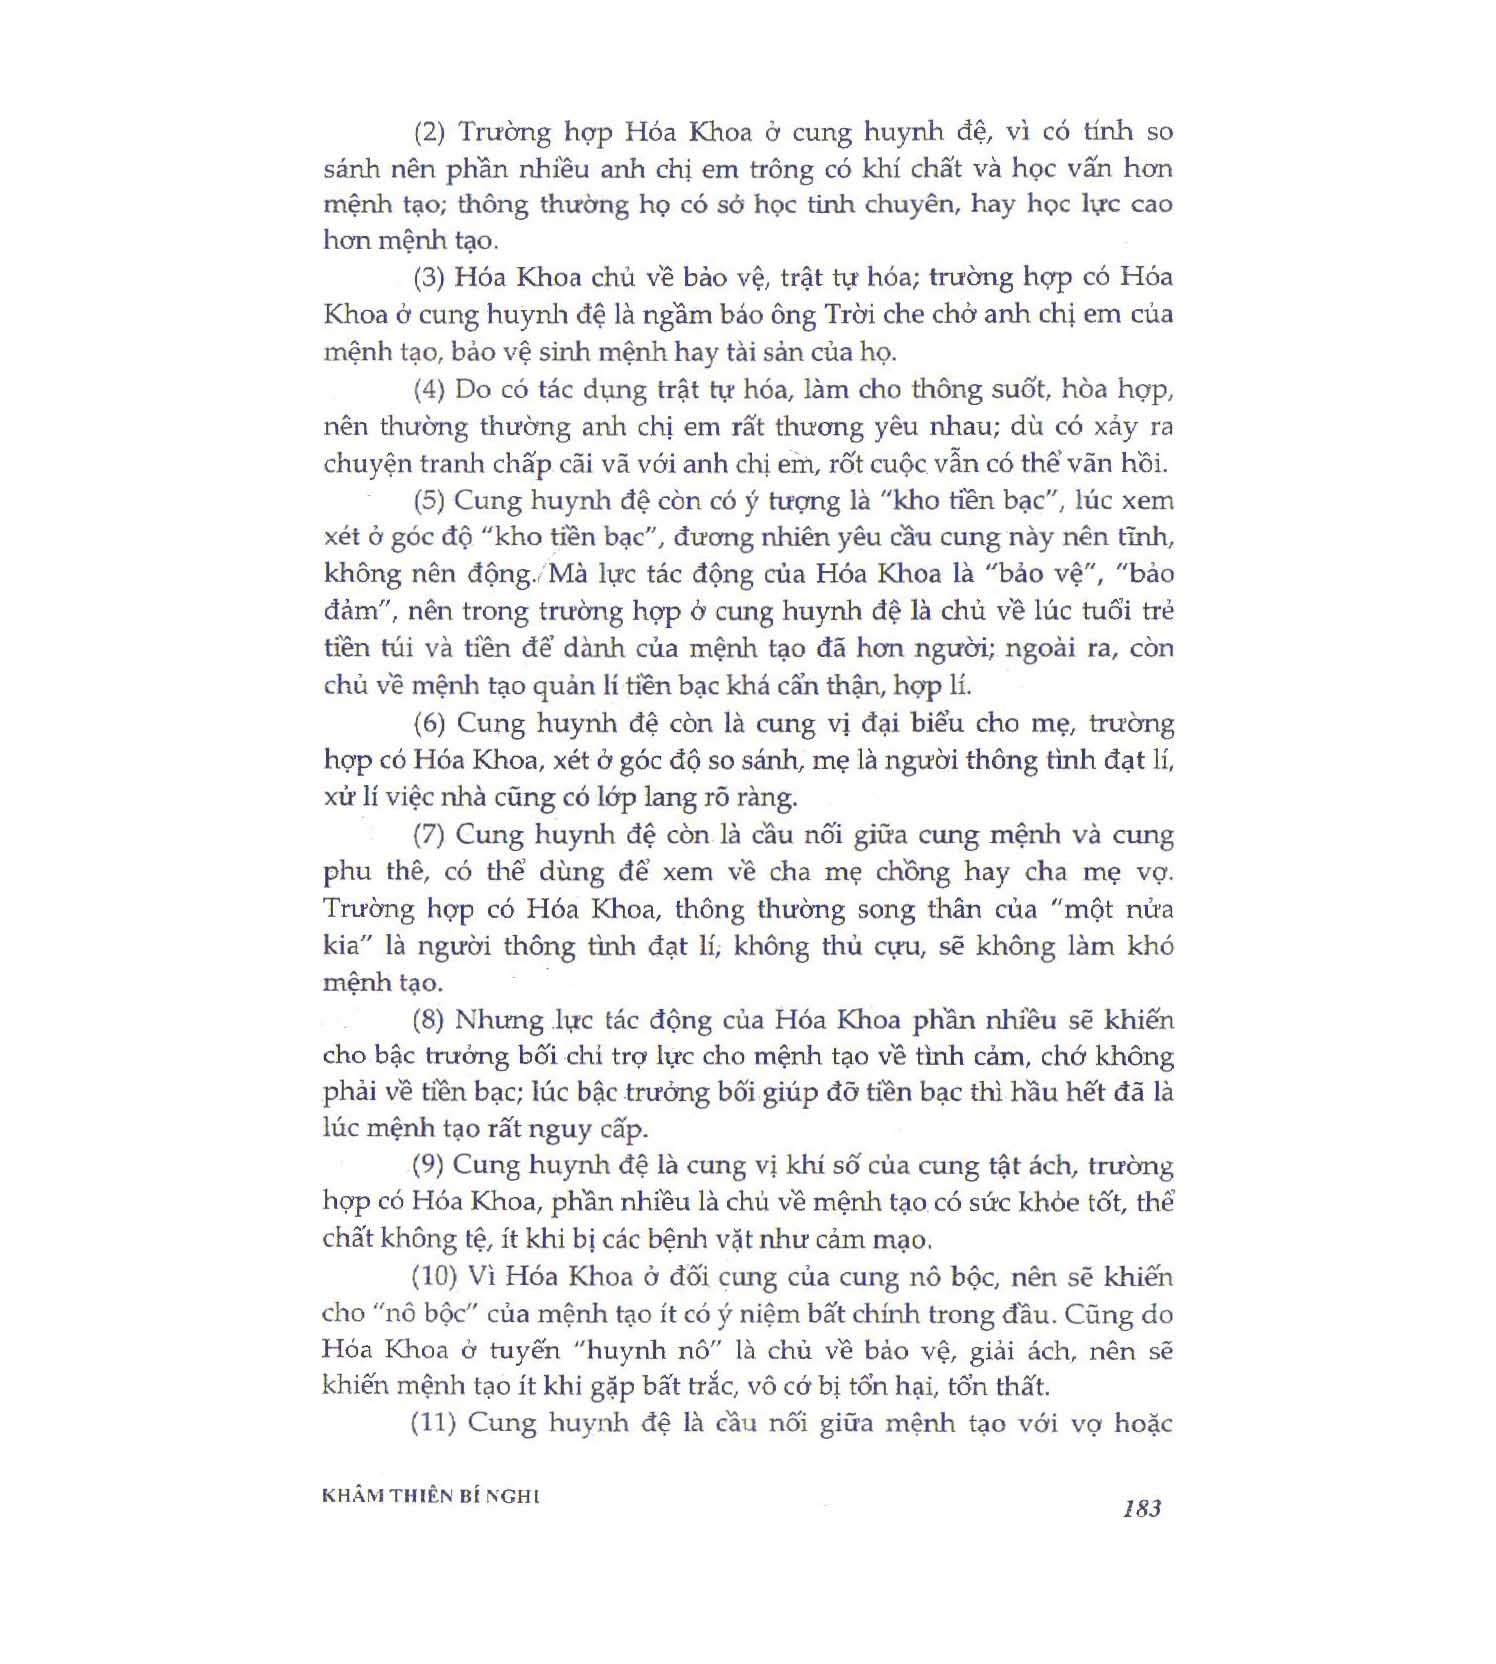 (2) Trường hợp Hóa Khoa ở cung huynh đệ, vì có tính so
sánh nên phần nhiều anh chị em trông có khí chất và học vấn hơn
mệnh tạo; thông thường họ có sở học tinh chuyên, hay học lực cao
hơn mệnh tạo.
(3) Hóa Khoa chủ về bảo vệ, trật tự hóa; trường hợp có Hóa
Khoa ở cung huynh đệ là ngầm báo ông Trời che chở anh chị em của
mệnh tạo, bảo vệ sinh mệnh hay tài sản của họ.
(4) Do có tác dụng trật tự hóa, làm cho thông suốt, hòa hợp,
nên thường thường anh chị em rất thương yêu nhau; dù có xảy ra
chuyện tranh chấp cãi vã với anh chị em, rốt cuộc vẫn có thể vãn hồi.
(5) Cung huynh đệ còn có ý tượng là "kho tiền bạc", lúc xem
xét ở góc độ "kho tiền bạc", đương nhiên yêu cầu cung này nên tĩnh,
không nên động. Mà lực tác động của Hóa Khoa là "bảo vệ", "bảo
đảm", nên trong trường hợp ở cung huynh đệ là chủ về lúc tuổi trẻ
tiền túi và tiền để dành của mệnh tạo đã hơn người; ngoài ra, còn
chủ về mệnh tạo quản lí tiền bạc khá cẩn thận, hợp lí.
(6) Cung huynh đệ còn là cung vị đại biểu cho mẹ, trường
hợp có Hóa Khoa, xét ở góc độ so sánh, mẹ là người thông tình đạt lí,
xử lí việc nhà cũng có lớp lang rõ ràng.
(7) Cung huynh đệ còn là cầu nối giữa cung mệnh và cung
phu thê, có thể dùng để xem về cha mẹ chồng hay cha mẹ vợ.
Trường hợp có Hóa Khoa, thông thường song thân của "một nửa
kia" là người thông tình đạt lí, không thủ cựu, sẽ không làm khó
mệnh tạo.
(8) Nhưng lực tác động của Hóa Khoa phần nhiều sẽ khiến
cho bậc trưởng bối chỉ trợ lực cho mệnh tạo về tình cảm, chớ không
phải về tiền bạc; lúc bậc trưởng bối giúp đỡ tiền bạc thì hầu hết đã là
lúc mệnh tạo rất nguy cấp.
(9) Cung huynh đệ là cung vị khí số của cung tật ách, trường
hợp có Hóa Khoa, phần nhiều là chủ về mệnh tạo có sức khỏe tốt, thể
chất không tệ, ít khi bị các bệnh vặt như cảm mạo.
(10) Vì Hóa Khoa ở đối cung của cung nô bộc, nên sẽ khiến
cho "nô bộc" của mệnh tạo ít có ý niệm bất chính trong đầu. Cũng do
Hóa Khoa ở tuyến "huynh nô" là chủ về bảo vệ, giải ách, nên sẽ
khiến mệnh tạo ít khi gặp bất trắc, vô cớ bị tổn hại, tổn thất.
(11) Cung huynh đệ là cầu nối giữa mệnh tạo với vợ hoặc
KHÂM THIÊN BÍ NGHI
183